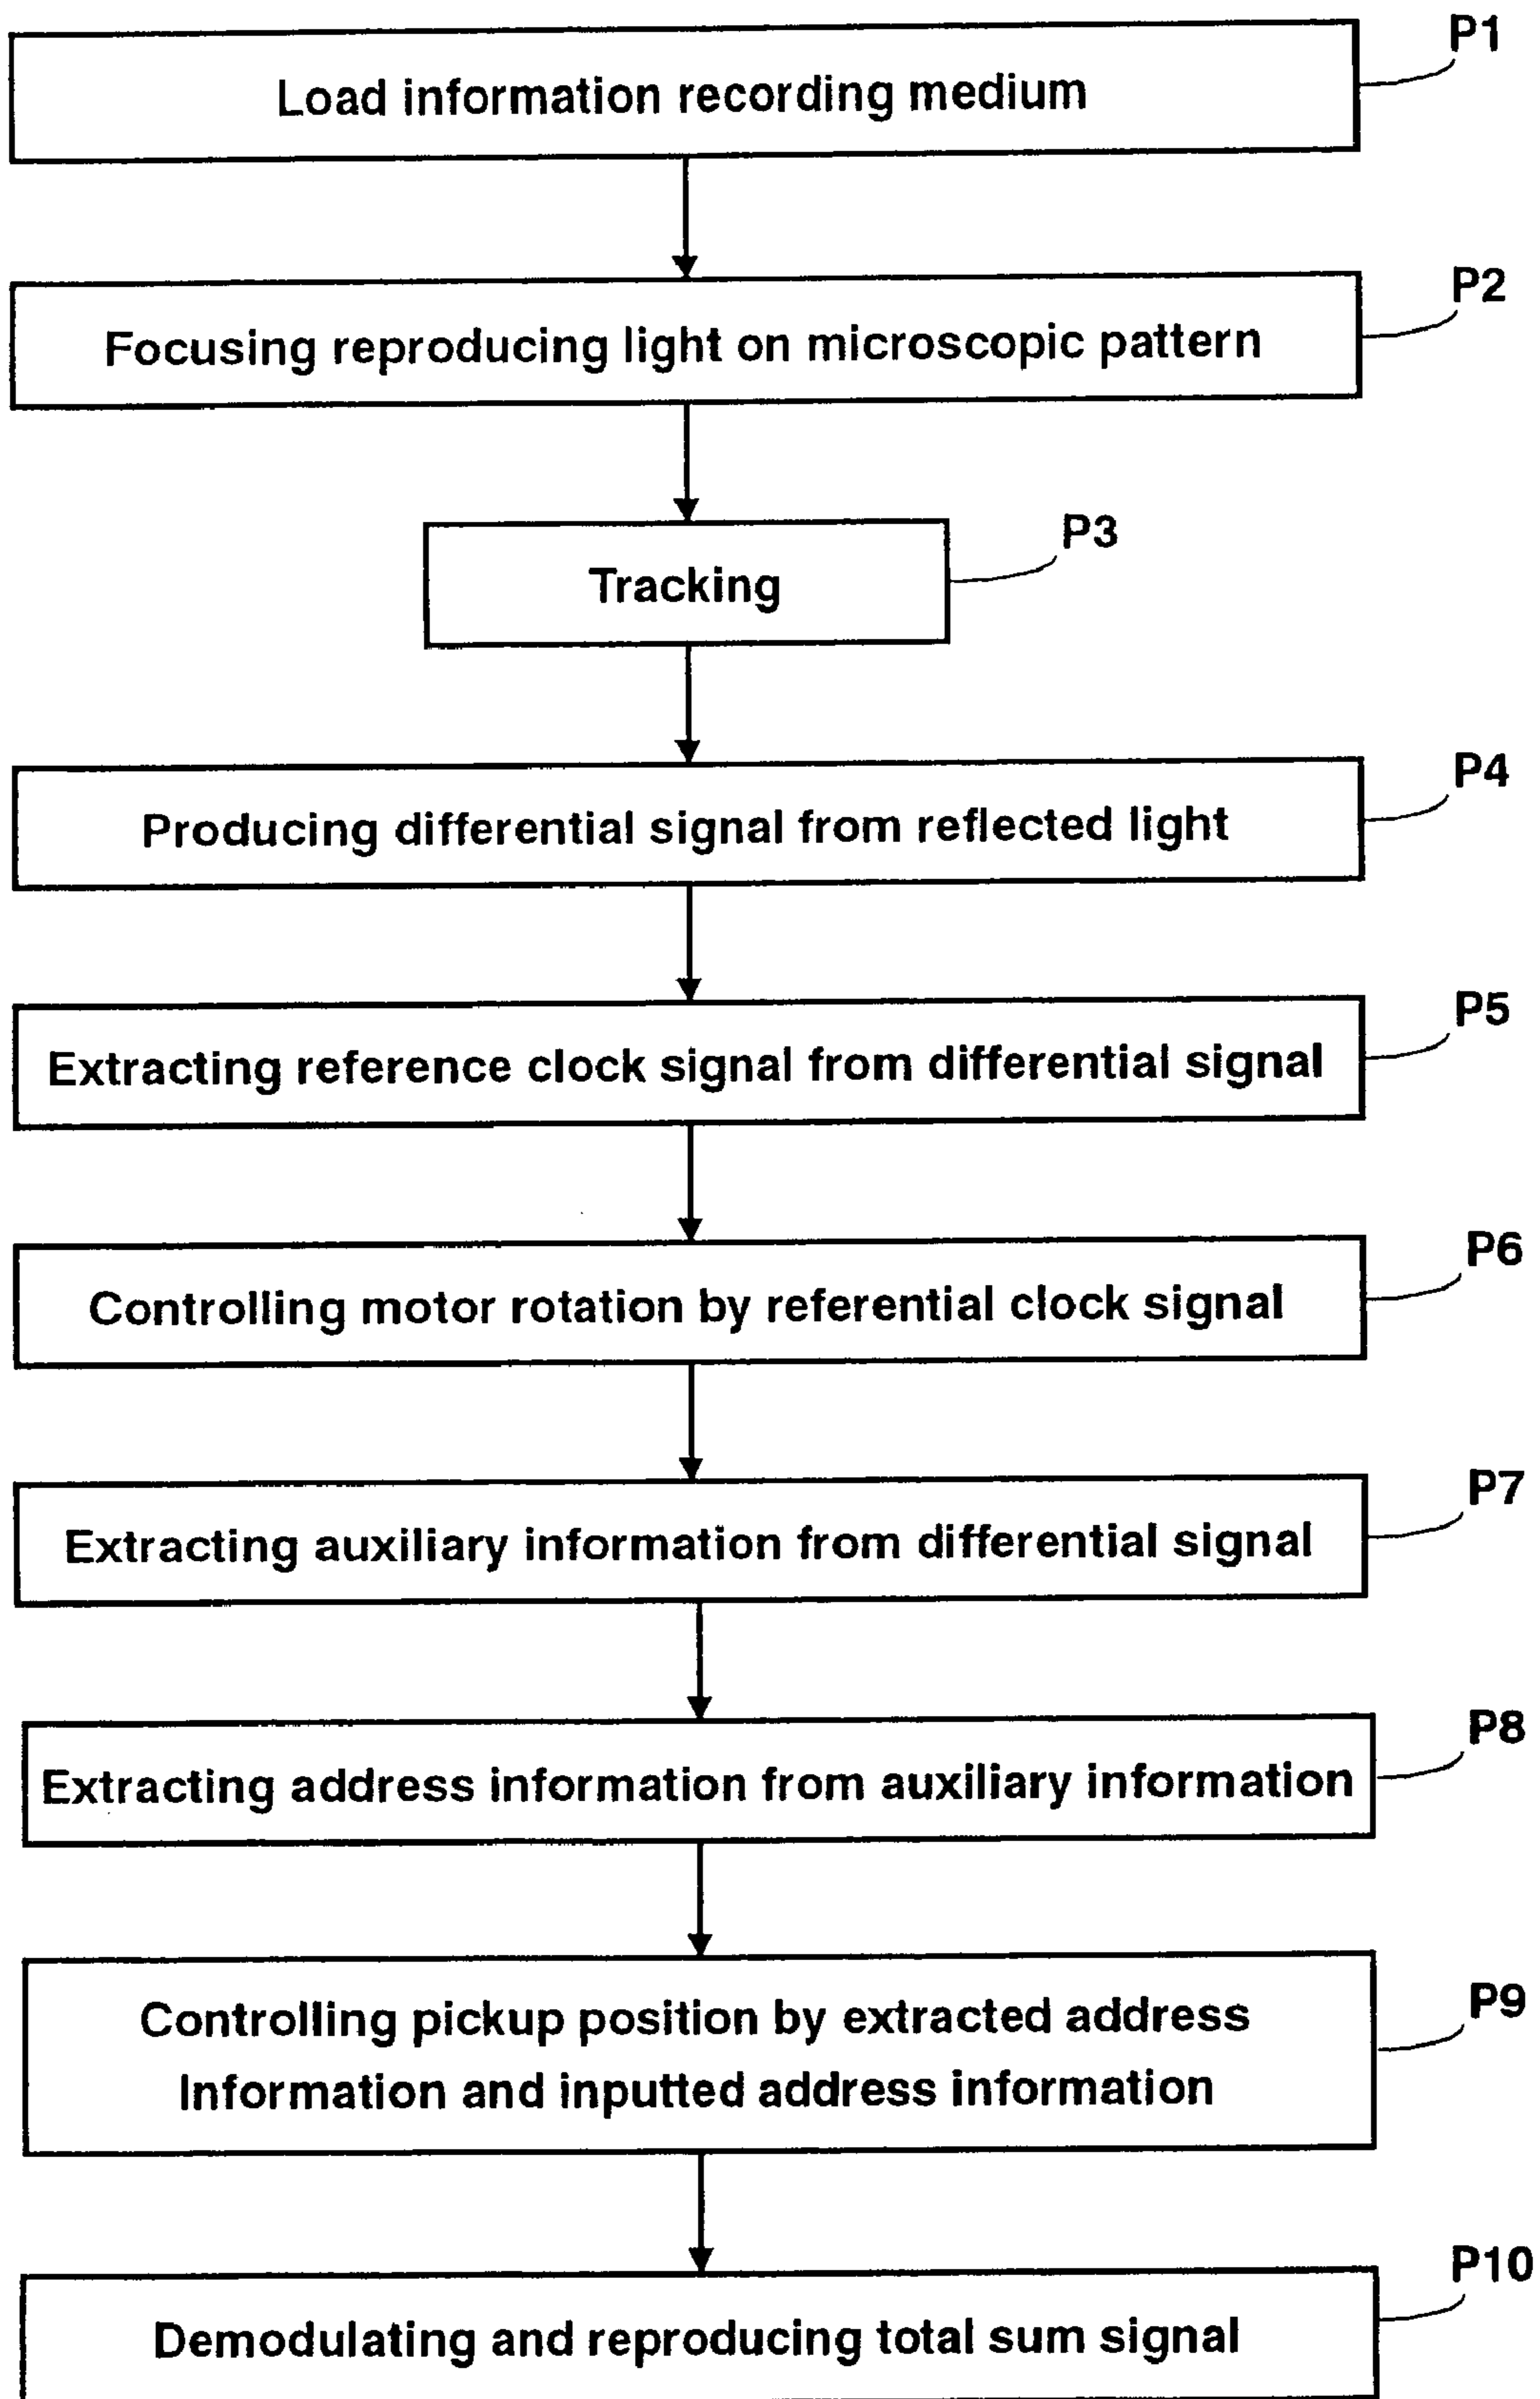 P1
Load information recording medium
P2
Focusing reproducing light on microscopic pattern
P3
Tracking
P4
Producing differential signal from reflected light
P5
Extracting reference clock signal from differential signal
P6
Controlling motor rotation by referential clock signal
P7
Extracting auxiliary information from differential signal
P8
Extracting address information from auxiliary information
P9
Controlling pickup position by extracted address
Information and inputted address information
P10
Demodulating and reproducing total sum signal